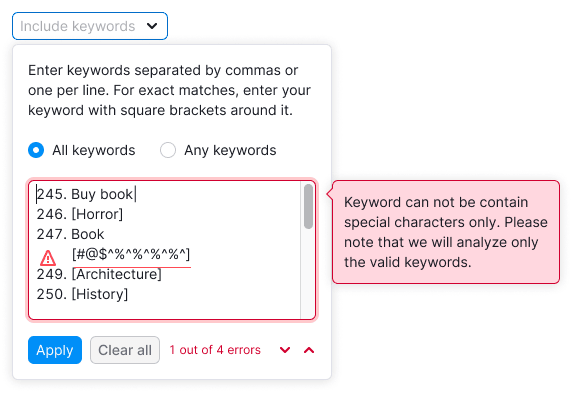 Include keywords
Enter keywords separated by commas or
one per line. For exact matches, enter your
keyword with square brackets around it.
All keywords Any keywords
245. Buy book
246. [Horror]
247. Book
[#@$^%^%^%^%^]
249. [Architecture]
250. [History]
Keyword can not be contain
special characters only. Please
note that we will analyze only
the valid keywords.
Apply Clear all 1 out of 4 errors